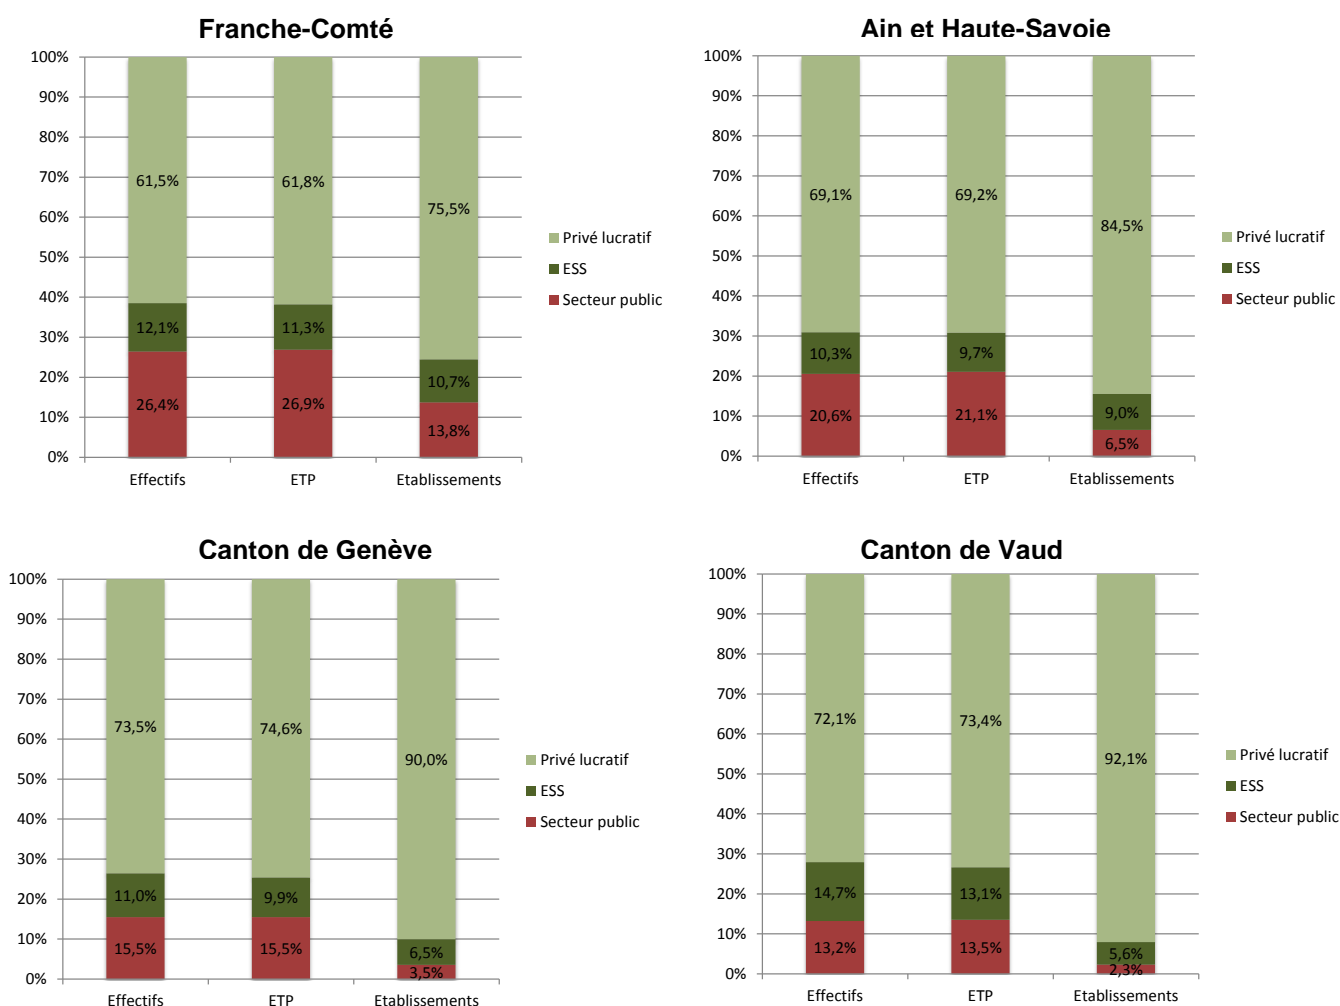 Franche-Comté
100%
90%
80%
70%
60%
50%
40%
30%
20%
10%
0%
61,5%
61,8%
75,5%
12,1%
11,3%
10,7%
26,4%
26,9%
13,8%
Effectifs
ETP
Etablissements
Privé lucratif
ESS
Secteur public
Ain et Haute-Savoie
100%
90%
80%
70%
60%
50%
40%
30%
20%
10%
0%
69,1%
69,2%
84,5%
10,3%
9,7%
9,0%
20,6%
21,1%
6,5%
Effectifs
ETP
Etablissements
Privé lucratif
ESS
Secteur public
Canton de Genève
100%
90%
80%
70%
60%
50%
40%
30%
20%
10%
0%
73,5%
74,6%
90,0%
11,0%
9,9%
6,5%
15,5%
15,5%
3,5%
Effectifs
ETP
Etablissements
Privé lucratif
ESS
Secteur public
Canton de Vaud
100%
90%
80%
70%
60%
50%
40%
30%
20%
10%
0%
72,1%
73,4%
92,1%
14,7%
13,1%
5,6%
13,2%
13,5%
2,3%
Effectifs
ETP
Etablissements
Privé lucratif
ESS
Secteur public